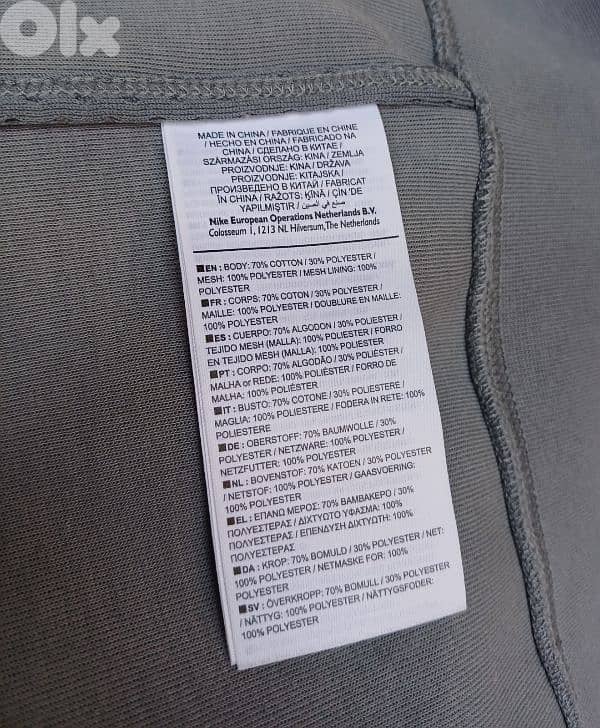 OLX
MADE IN CHINA / FABRIQUE EN CHINE
/ HECHO EN CHINA / FABRICADO NA
CHINA / СДЕЛАНО В КИТАЕ /
SZÁRMAZÁSI ORSZÁG: KINA / ZEMLJA
PROIZVODNJE: KINA / DRŽAVA
PROIZVODNJE: KITAJSKA /
ПРОИЗВЕДЕНО В КИТАЙ / FABRICAT
ÎN CHINA / RAŽOTS: ĶĪNĀ / ÇİN 'DE
YAPILMIŞTIR / صنع في الصين
Nike European Operations Netherlands B.V.
Colosseum 1, 1213 NL Hilversum, The Netherlands
■EN : BODY: 70% COTTON / 30% POLYESTER /
MESH: 100% POLYESTER / MESH LINING: 100%
POLYESTER
■FR : CORPS: 70% COTON / 30% POLYESTER /
MAILLE: 100% POLYESTER / DOUBLURE EN MAILLE:
100% POLYESTER
■ES : CUERPO: 70% ALGODON / 30% POLIESTER /
TEJIDO MESH (MALLA): 100% POLIESTER / FORRO
EN TEJIDO MESH (MALLA): 100% POLIESTER
■PT : CORPO: 70% ALGODÃO / 30% POLIÉSTER /
MALHA or REDE: 100% POLIÉSTER / FORRO DE
MALHA: 100% POLIÉSTER
■IT : BUSTO: 70% COTONE / 30% POLIESTERE /
MAGLIA: 100% POLIESTERE / FODERA IN RETE: 100%
POLIESTERE
■DE : OBERSTOFF: 70% BAUMWOLLE / 30%
POLYESTER / NETZWARE: 100% POLYESTER /
NETZFUTTER: 100% POLYESTER
■NL : BOVENSTOF: 70% KATOEN / 30% POLYESTER
/ NETSTOF: 100% POLYESTER / GAASVOERING:
100% POLYESTER
■EL : ΕΠΑΝΩ ΜΕΡΟΣ: 70% ΒΑΜΒΑΚΕΡΟ / 30%
ΠΟΛΥΕΣΤΕΡΑΣ / ΔΙΧΤΥΩΤΟ ΥΦΑΣΜΑ: 100%
ΠΟΛΥΕΣΤΕΡΑΣ / ΕΠΕΝΔΥΣΗ ΔΙΧΤΥΩΤΗ: 100%
ΠΟΛΥΕΣΤΕΡΑΣ
■DA : KROP: 70% BOMULD / 30% POLYESTER / NET:
100% POLYESTER / NETMASKE FOR: 100%
POLYESTER
■SV : ÖVERKROPP: 70% BOMULL / 30% POLYESTER
/ NÄTTYG: 100% POLYESTER / NÄTTYGSFODER:
100% POLYESTER